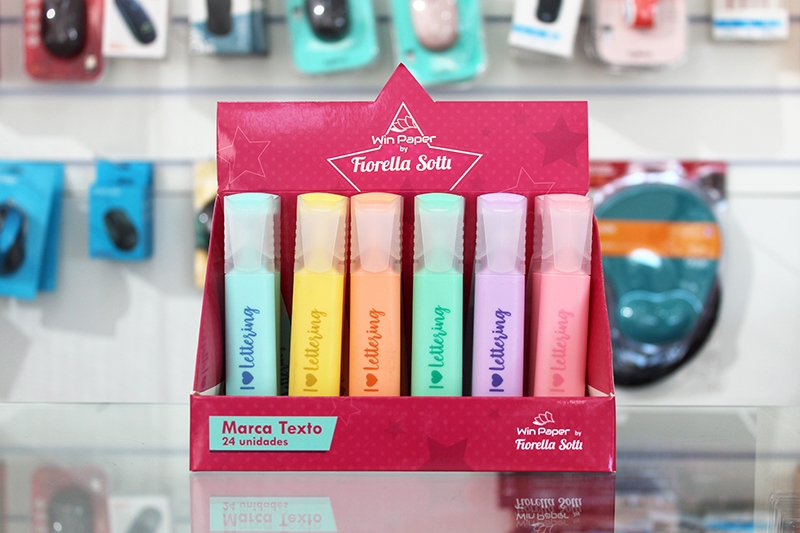 Win Paper
by
Fiorella Sotti
I ♥ Lettering
I ♥ Lettering
I ♥ Lettering
I ♥ Lettering
I ♥ Lettering
I ♥ Lettering
Marca Texto
24 unidades
Win Paper by
Fiorella Sotti